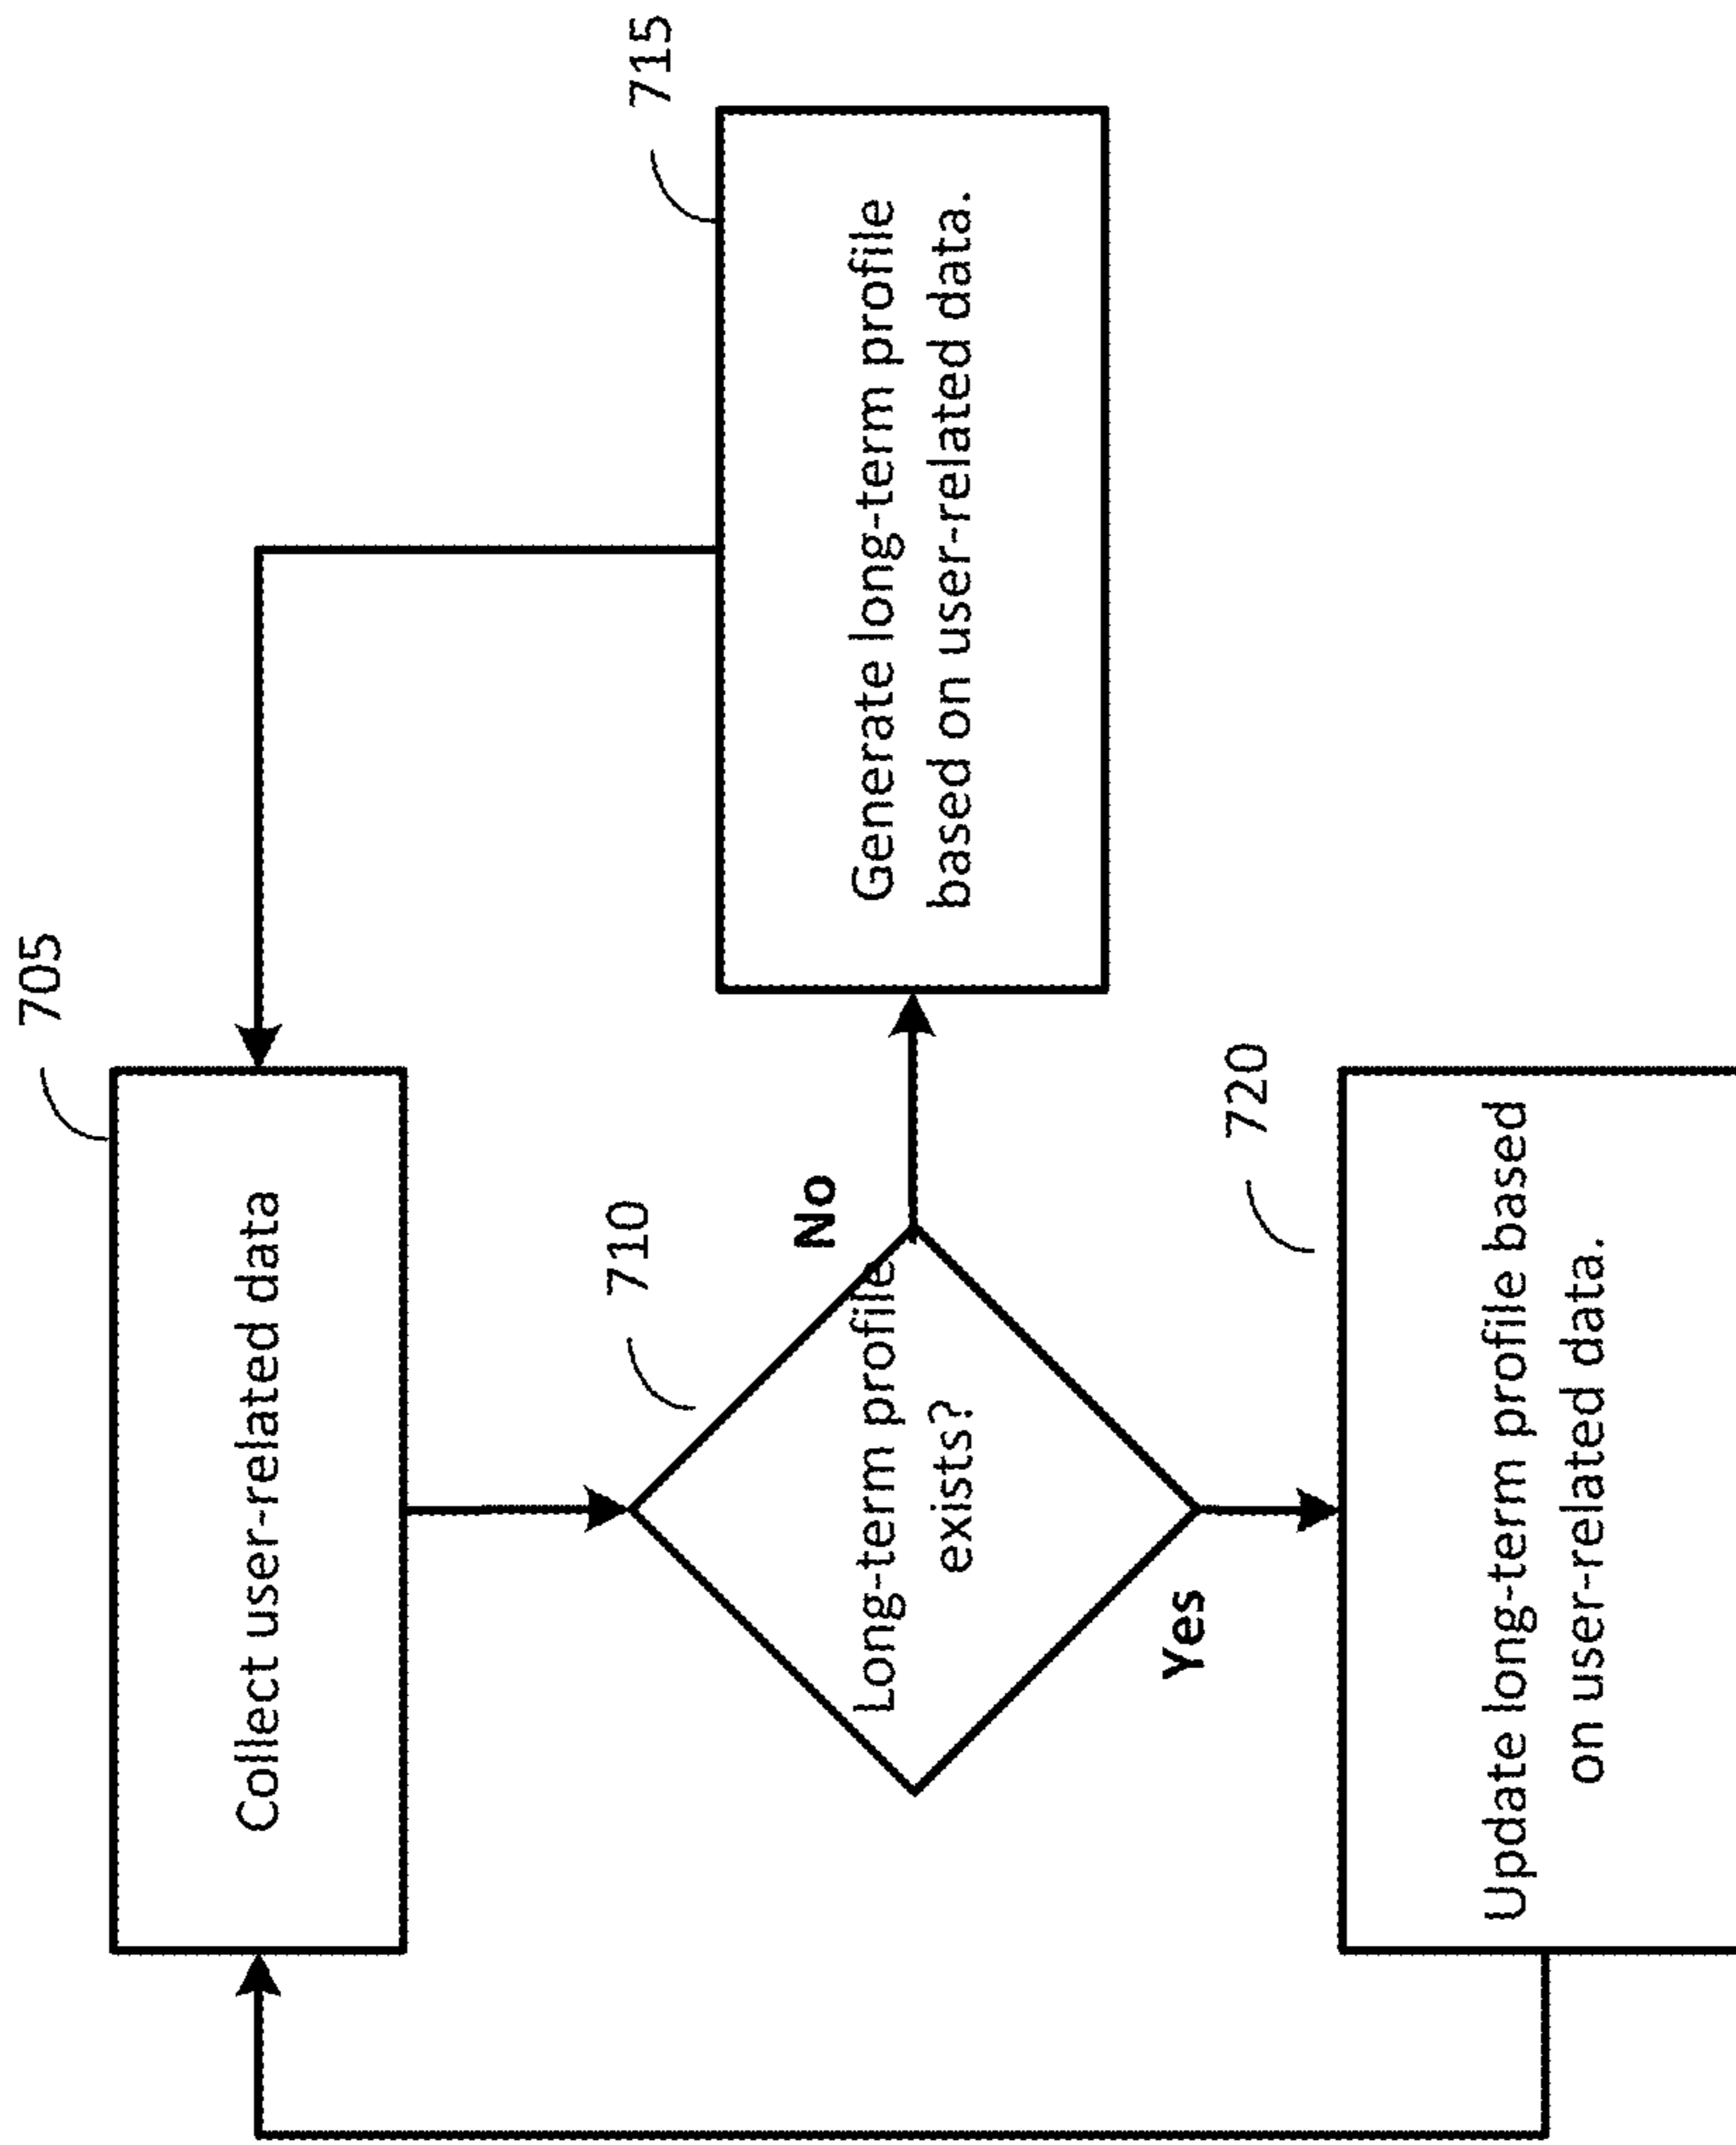 705
Collect user-related data
710
Long-term profile
exists?
No
715
Generate long-term profile
based on user-related data.
Yes
720
Update long-term profile based
on user-related data.